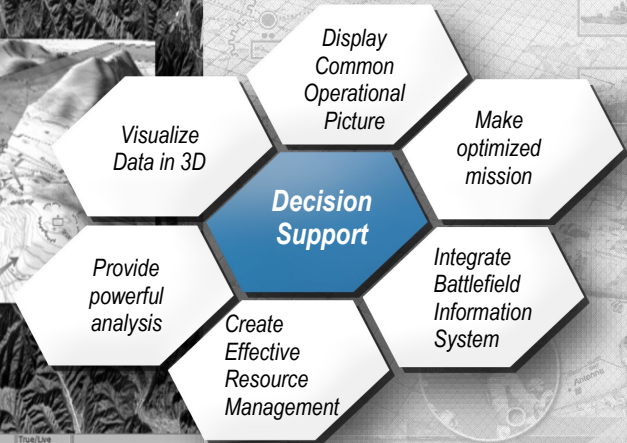 Display
Common
Operational
Picture
Visualize
Data in 3D
Make
optimized
mission
Decision
Support
Provide
powerful
analysis
Integrate
Battlefield
Information
System
Create
Effective
Resource
Management
Antenna
True/Live